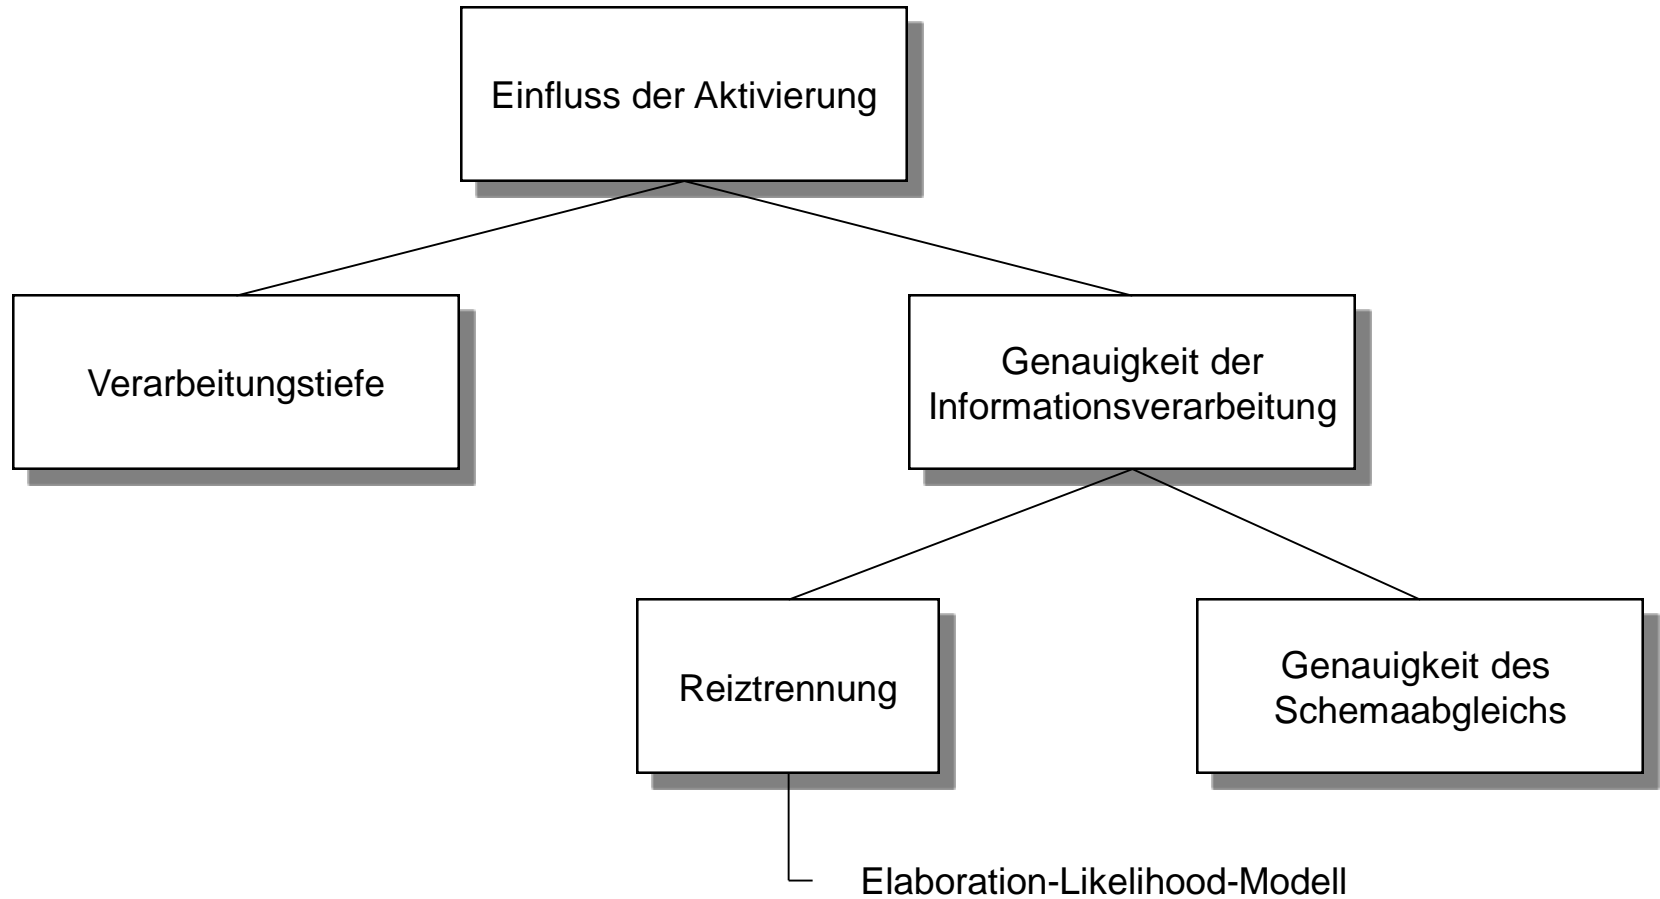 Einfluss der Aktivierung
Verarbeitungstiefe
Genauigkeit der
Informationsverarbeitung
Reiztrennung
Genauigkeit des
Schemaabgleichs
Elaboration-Likelihood-Modell